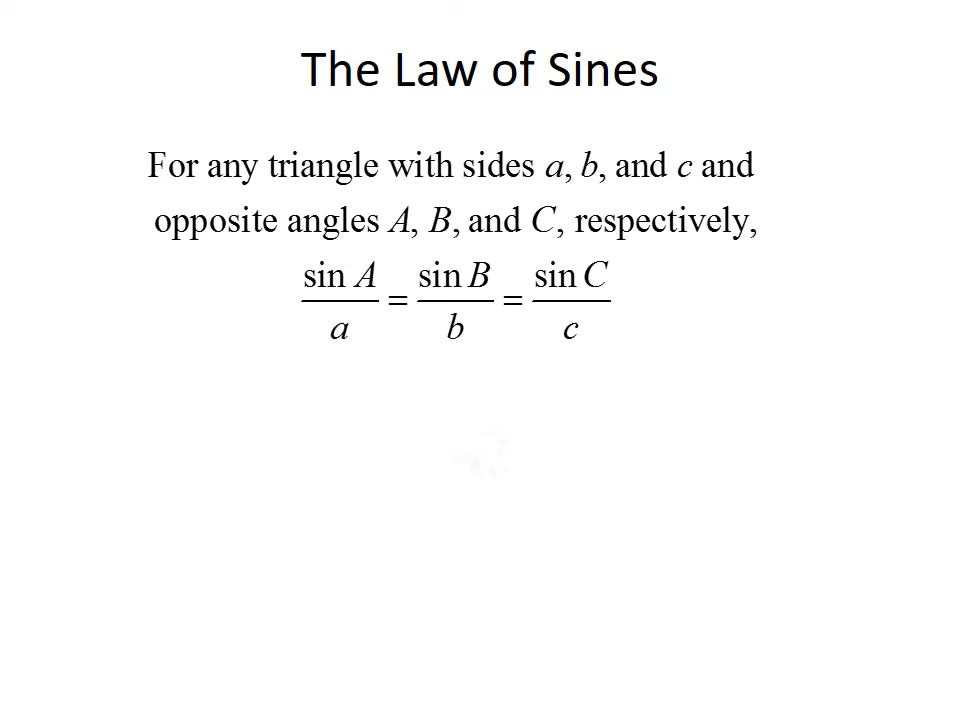 The Law of Sines
For any triangle with sides a, b, and c and
opposite angles A, B, and C, respectively,
sin A / a = sin B / b = sin C / c